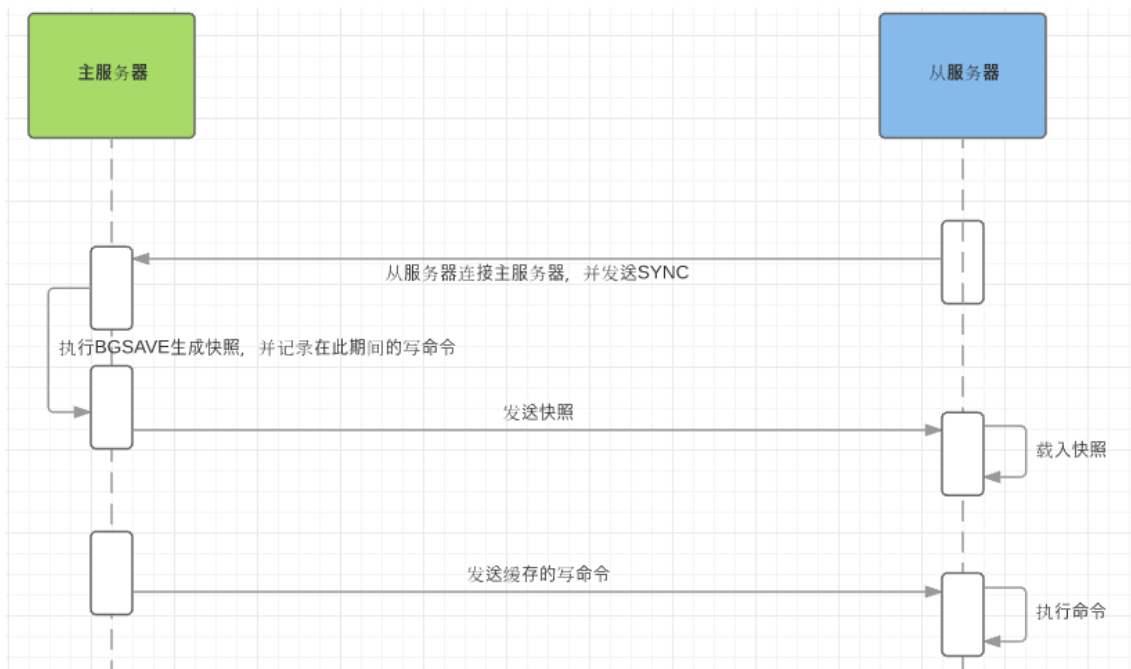 主服务器
从服务器
从服务器连接主服务器，并发送SYNC
执行BGSAVE生成快照，并记录在此期间的写命令
发送快照
载入快照
发送缓存的写命令
执行命令